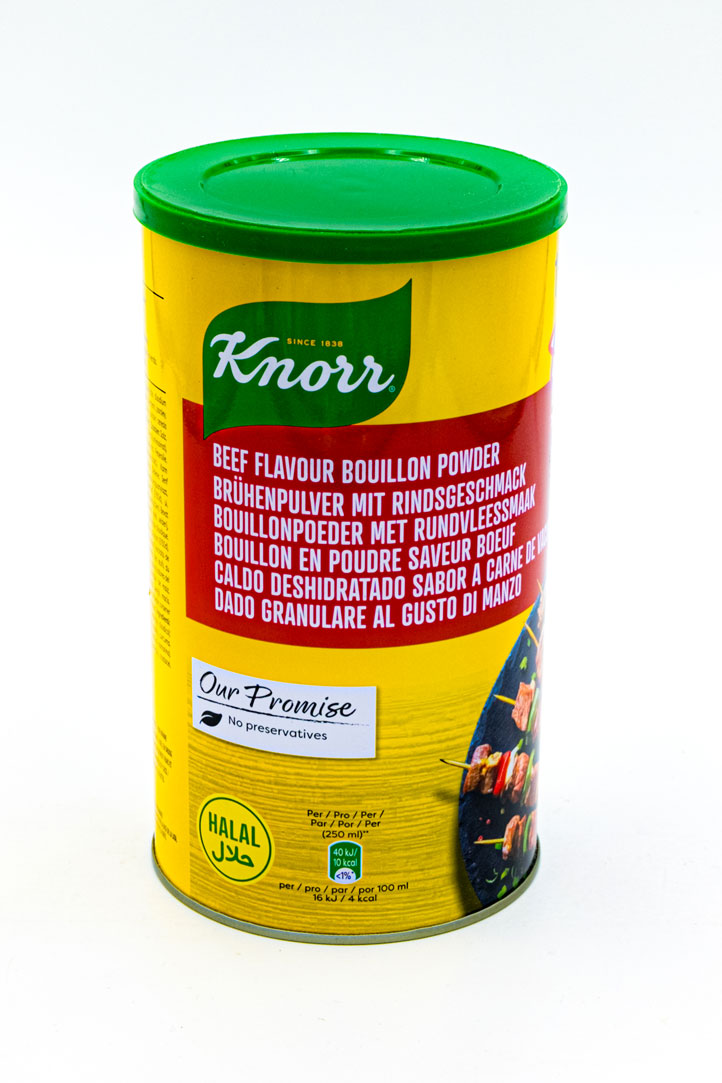 SINCE 1838
Knorr®
BEEF FLAVOUR BOUILLON POWDER
BRÜHENPULVER MIT RINDSGESCHMACK
BOUILLONPOEDER MET RUNDVLEESSMAAK
BOUILLON EN POUDRE SAVEUR BOEUF
CALDO DESHIDRATADO SABOR A CARNE DE
DADO GRANULARE AL GUSTO DI MANZO
Our Promise
No preservatives
HALAL
حلال
Per / Pro / Per /
Par / Por / Per
(250 ml)**
40 kJ/
10 kcal
<1%*
per / pro / par / por 100 ml
16 kJ / 4 kcal